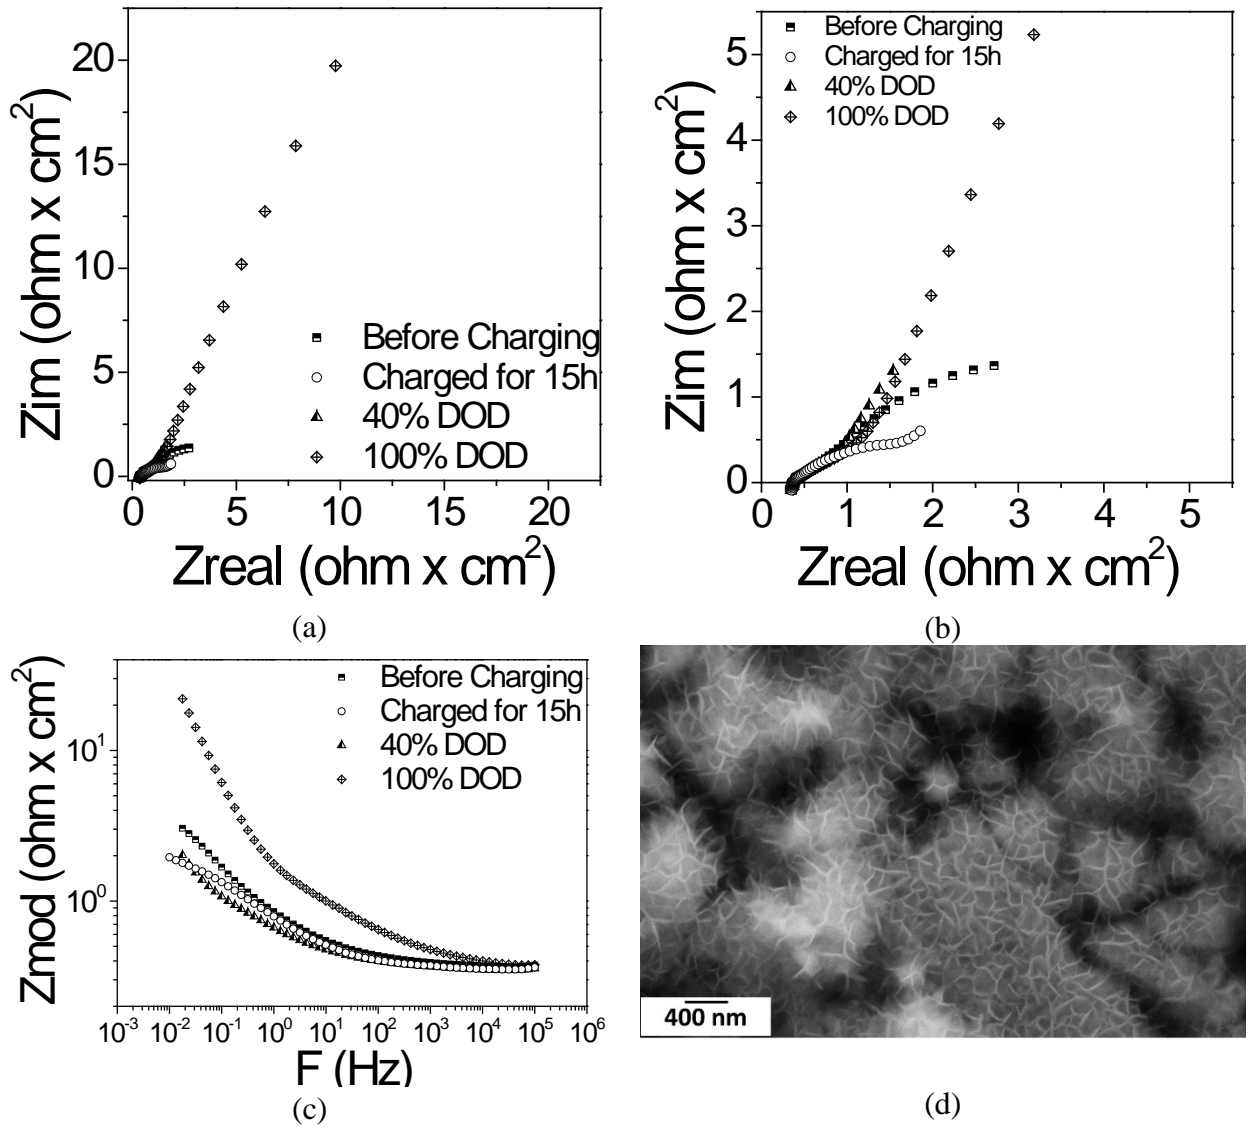 20
15
10
5
0
0 5 10 15 20
Zim (ohm x cm²)
Zreal (ohm x cm²)
Before Charging
Charged for 15h
40% DOD
100% DOD
(a)
5
4
3
2
1
0
0 1 2 3 4 5
Zim (ohm x cm²)
Zreal (ohm x cm²)
Before Charging
Charged for 15h
40% DOD
100% DOD
(b)
10¹
10⁰
10⁻³ 10⁻² 10⁻¹ 10⁰ 10¹ 10² 10³ 10⁴ 10⁵ 10⁶
Zmod (ohm x cm²)
F (Hz)
Before Charging
Charged for 15h
40% DOD
100% DOD
(c)
400 nm
(d)